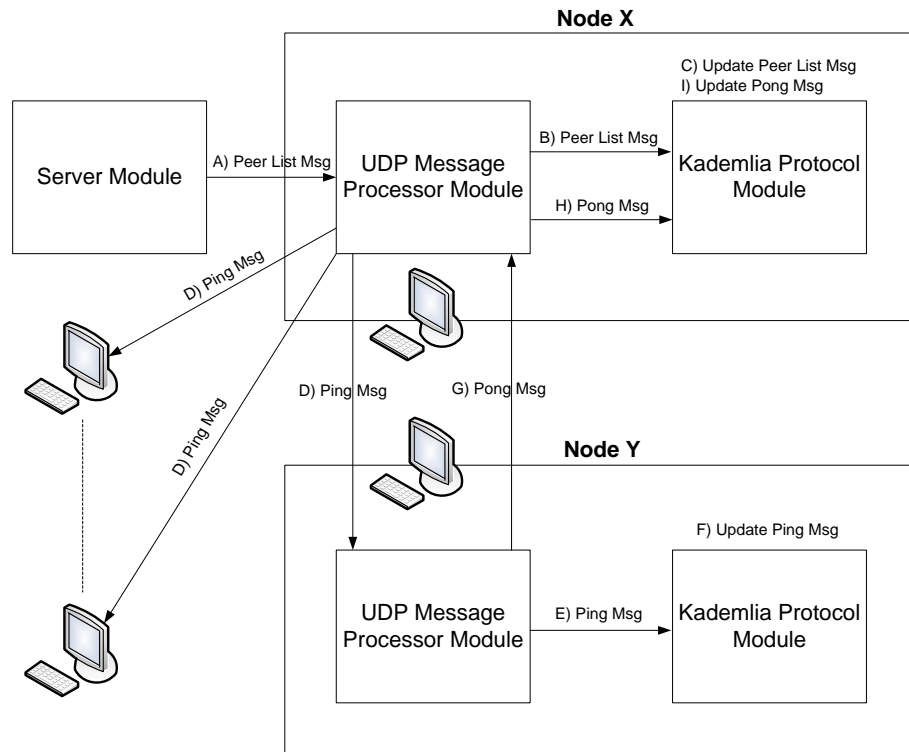 Node X
C) Update Peer List Msg
I) Update Pong Msg
Server Module
A) Peer List Msg
UDP Message
Processor Module
B) Peer List Msg
H) Pong Msg
Kademlia Protocol
Module
D) Ping Msg
D) Ping Msg
D) Ping Msg
G) Pong Msg
Node Y
F) Update Ping Msg
UDP Message
Processor Module
E) Ping Msg
Kademlia Protocol
Module